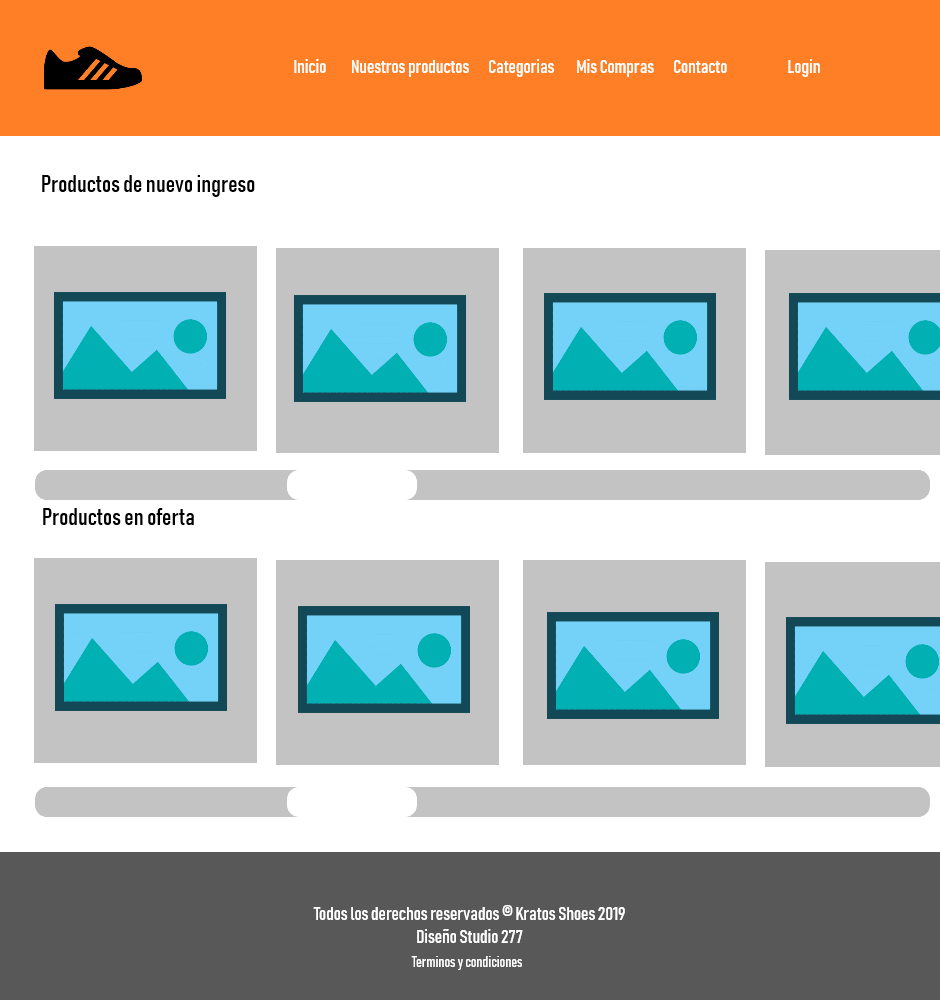 Inicio Nuestros productos Categorias Mis Compras Contacto Login
Productos de nuevo ingreso
Productos en oferta
Todos los derechos reservados © Kratos Shoes 2019
Diseño Studio 277
Terminos y condiciones